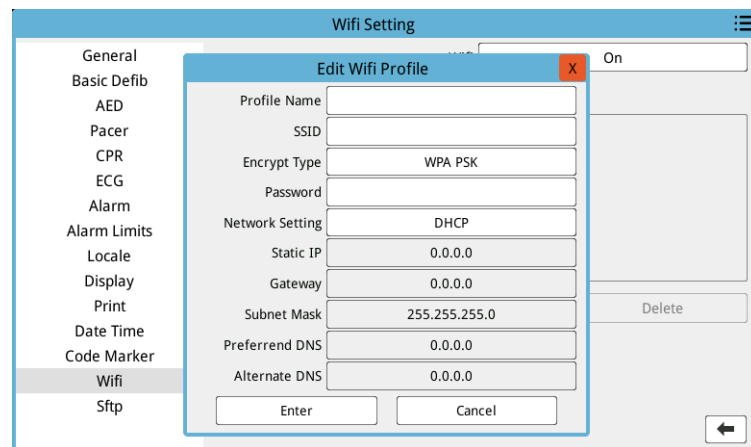 Wifi Setting
General
Basic Defib
AED
Pacer
CPR
ECG
Alarm
Alarm Limits
Locale
Display
Print
Date Time
Code Marker
Wifi
Sftp
On
Edit Wifi Profile
X
Profile Name
SSID
Encrypt Type WPA PSK
Password
Network Setting DHCP
Static IP 0.0.0.0
Gateway 0.0.0.0
Subnet Mask 255.255.255.0
Preferrend DNS 0.0.0.0
Alternate DNS 0.0.0.0
Enter Cancel
Delete